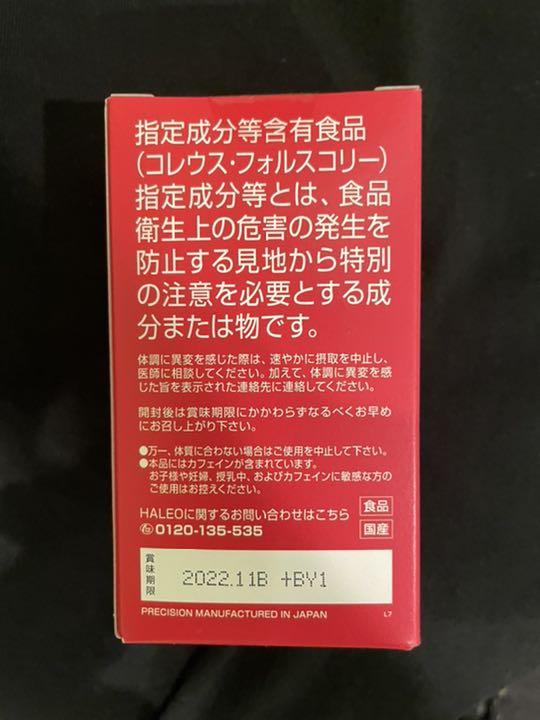 指定成分等含有食品
(コレウス・フォルスコリー)
指定成分等とは、食品
衛生上の危害の発生を
防止する見地から特別
の注意を必要とする成
分または物です。
体調に異変を感じた際は、速やかに摂取を中止し、
医師に相談してください。加えて、体調に異変を感
じた旨を表示された連絡先に連絡してください。
開封後は賞味期限にかかわらずなるべくお早め
にお召し上がり下さい。
●万一、体質に合わない場合はご使用を中止して下さい。
●本品にはカフェインが含まれています。
お子様や妊婦、授乳中、およびカフェインに敏感な方の
ご使用はお控えください。
HALEOに関するお問い合わせはこちら
0120-135-535
食品
国産
賞味期限
2022.11B +BY1
PRECISION MANUFACTURED IN JAPAN
L7